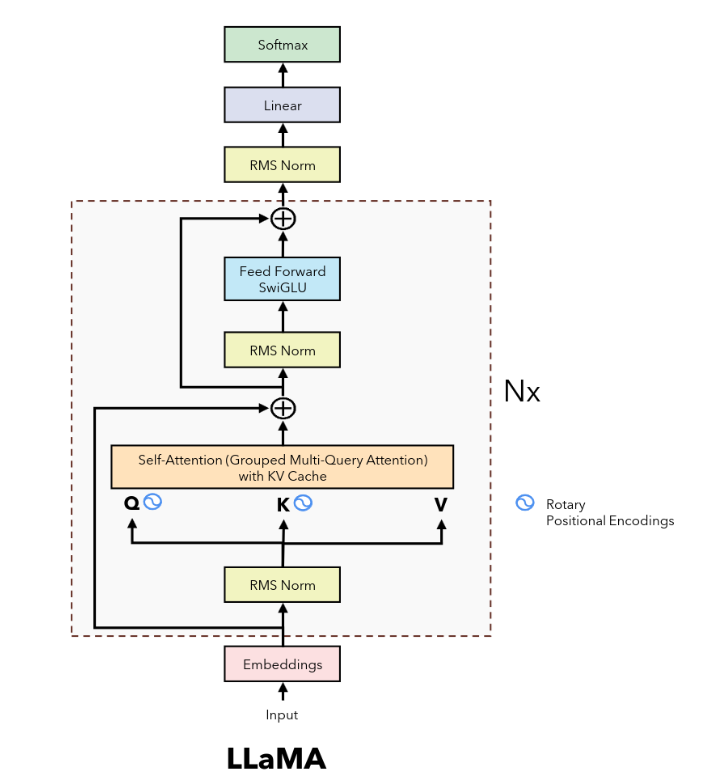 Softmax
Linear
RMS Norm
Feed Forward
SwiGLU
RMS Norm
Nx
Self-Attention (Grouped Multi-Query Attention)
with KV Cache
Q K V
Rotary
Positional Encodings
RMS Norm
Embeddings
Input
LLaMA